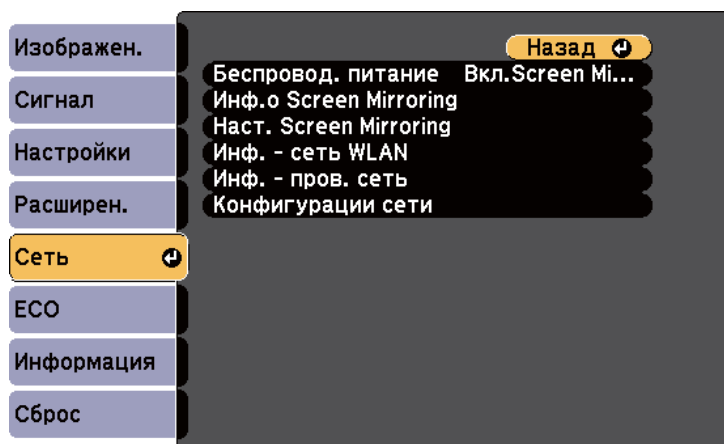 Изображен.
Сигнал
Настройки
Расширен.
Сеть
ECO
Информация
Сброс
Назад
Беспровод. питание Вкл.Screen Mi...
Инф.о Screen Mirroring
Наст. Screen Mirroring
Инф. - сеть WLAN
Инф. - пров. сеть
Конфигурации сети